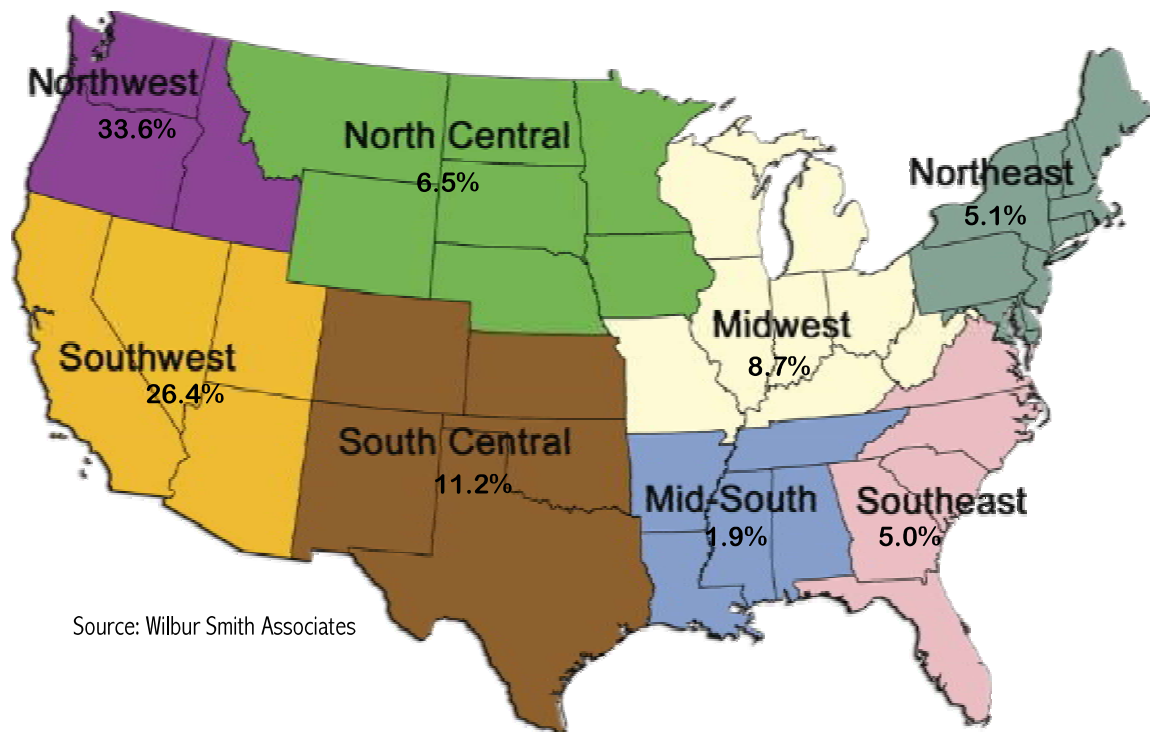 Northwest
33.6%
North Central
6.5%
Northeast
5.1%
Midwest
8.7%
Southwest
26.4%
South Central
11.2%
Mid-South
1.9%
Southeast
5.0%
Source: Wilbur Smith Associates